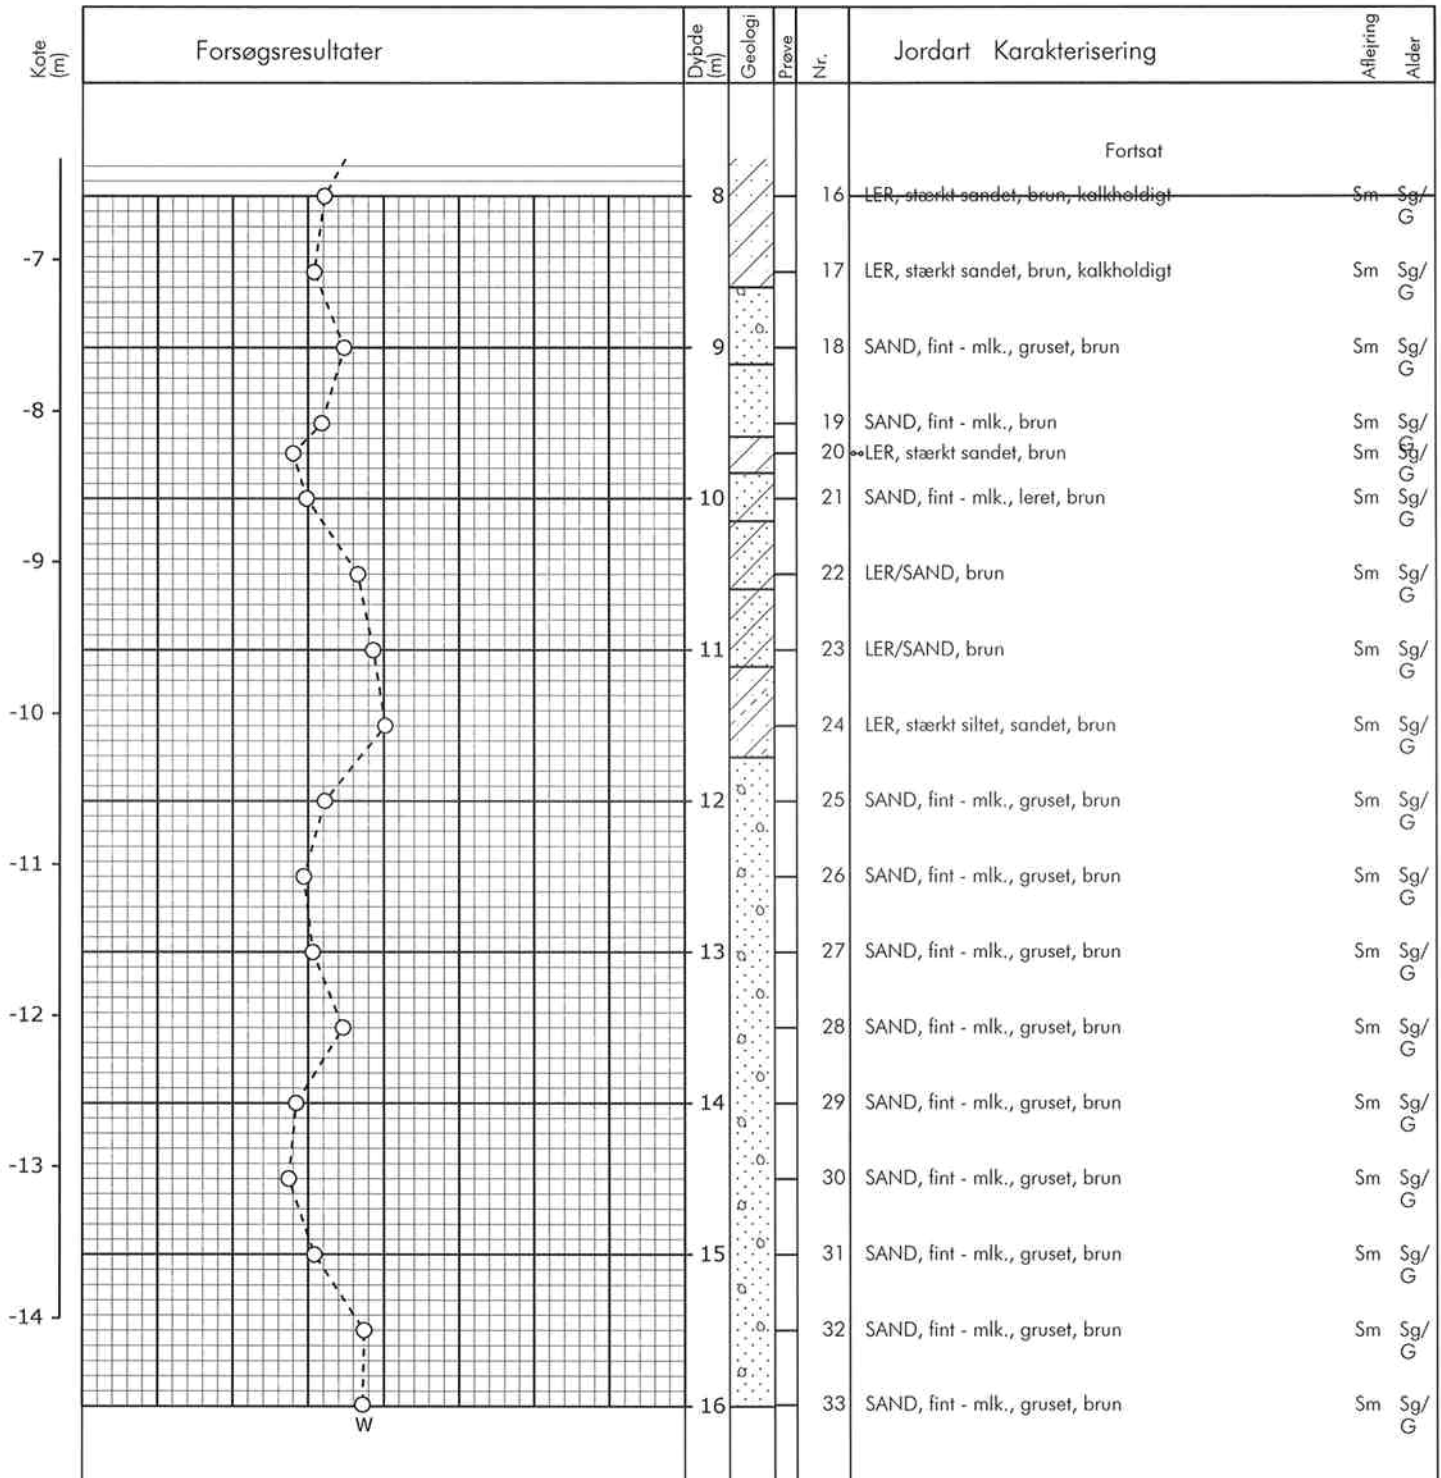 Kote (m) Forsøgsresultater Dybde (m) Geologi Prøve Nr. Jordart Karakterisering Aflejring Alder
Fortsat
8 16 LER, stærkt sandet, brun, kalkholdigt Sm Sg/
G
-7 17 LER, stærkt sandet, brun, kalkholdigt Sm Sg/
G
9 18 SAND, fint - mlk., gruset, brun Sm Sg/
G
-8 19 SAND, fint - mlk., brun Sm Sg/
G
20 LER, stærkt sandet, brun Sm Sg/
G
10 21 SAND, fint - mlk., leret, brun Sm Sg/
G
-9 22 LER/SAND, brun Sm Sg/
G
11 23 LER/SAND, brun Sm Sg/
G
-10 24 LER, stærkt siltet, sandet, brun Sm Sg/
G
12 25 SAND, fint - mlk., gruset, brun Sm Sg/
G
-11 26 SAND, fint - mlk., gruset, brun Sm Sg/
G
13 27 SAND, fint - mlk., gruset, brun Sm Sg/
G
-12 28 SAND, fint - mlk., gruset, brun Sm Sg/
G
14 29 SAND, fint - mlk., gruset, brun Sm Sg/
G
-13 30 SAND, fint - mlk., gruset, brun Sm Sg/
G
15 31 SAND, fint - mlk., gruset, brun Sm Sg/
G
-14 32 SAND, fint - mlk., gruset, brun Sm Sg/
G
16 33 SAND, fint - mlk., gruset, brun Sm Sg/
G
W